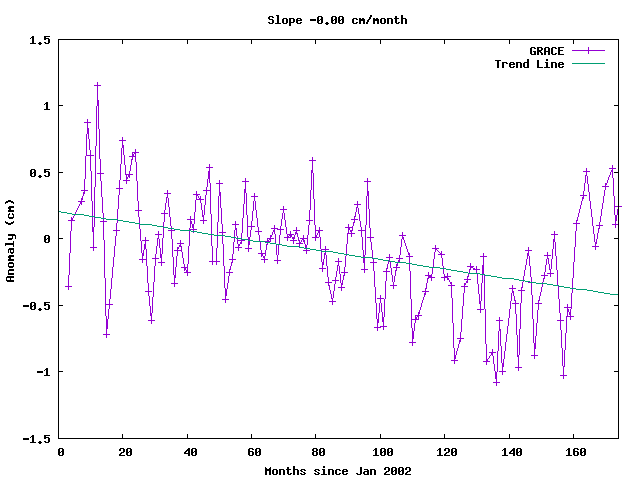 Slope -0.00 cm/month
GRACE
Trend Line
1.5
1
0.5
0
-0.5
-1
-1.5
Anomaly (cm)
0 20 40 60 80 100 120 140 160
Months since Jan 2002